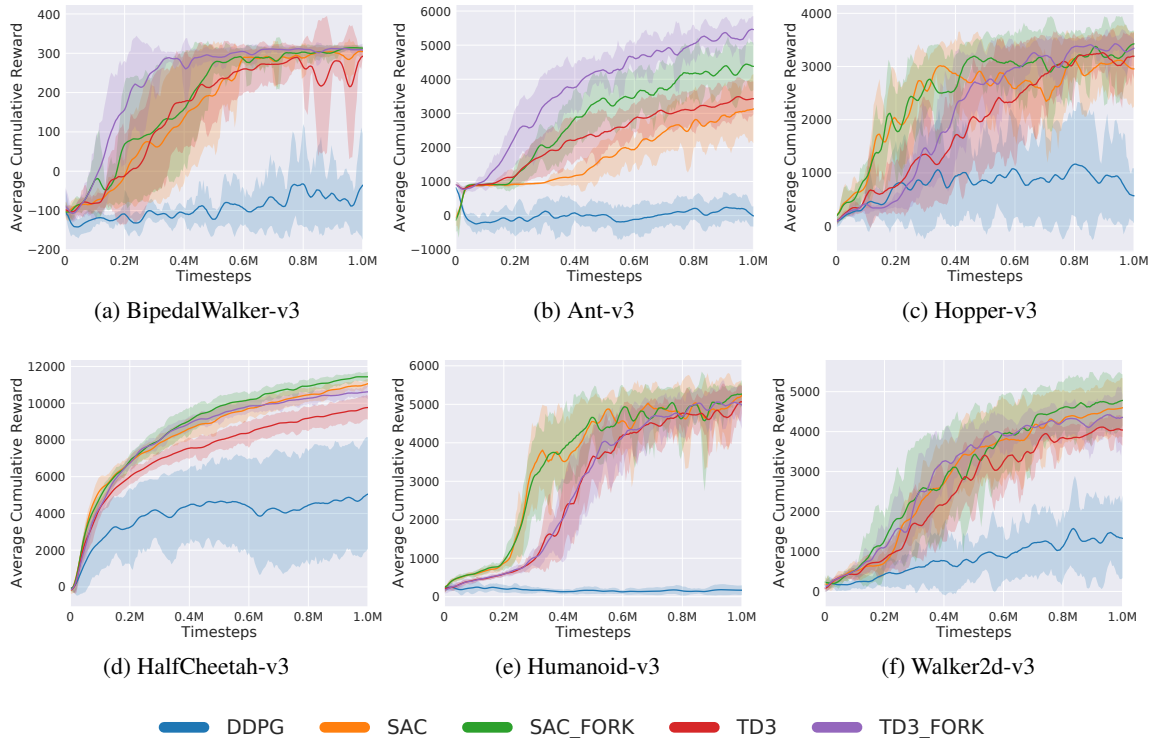 Average Cumulative Reward
400
300
200
100
0
−100
−200
0
0.2M
0.4M
0.6M
0.8M
1.0M
Timesteps
(a) BipedalWalker-v3
Average Cumulative Reward
6000
5000
4000
3000
2000
1000
0
−1000
0
0.2M
0.4M
0.6M
0.8M
1.0M
Timesteps
(b) Ant-v3
Average Cumulative Reward
4000
3000
2000
1000
0
0
0.2M
0.4M
0.6M
0.8M
1.0M
Timesteps
(c) Hopper-v3
Average Cumulative Reward
12000
10000
8000
6000
4000
2000
0
0
0.2M
0.4M
0.6M
0.8M
1.0M
Timesteps
(d) HalfCheetah-v3
Average Cumulative Reward
6000
5000
4000
3000
2000
1000
0
0
0.2M
0.4M
0.6M
0.8M
1.0M
Timesteps
(e) Humanoid-v3
Average Cumulative Reward
5000
4000
3000
2000
1000
0
0
0.2M
0.4M
0.6M
0.8M
1.0M
Timesteps
(f) Walker2d-v3
DDPG SAC SAC_FORK TD3 TD3_FORK